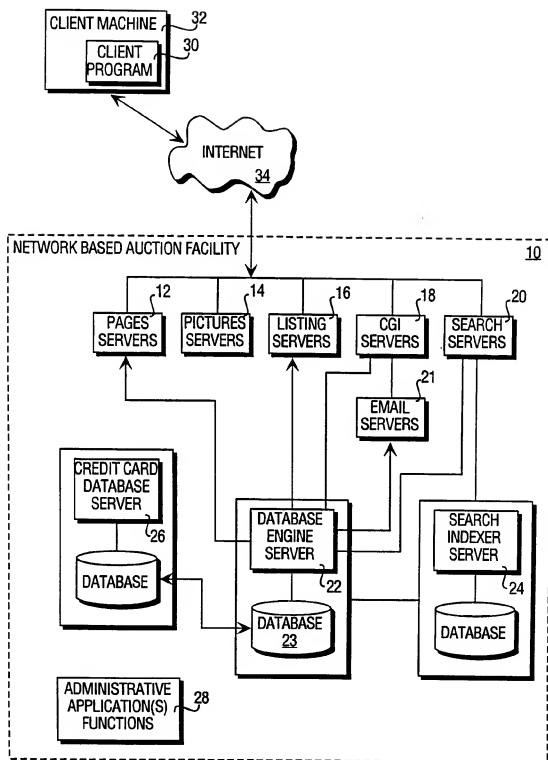 CLIENT MACHINE
32
CLIENT
PROGRAM
30
INTERNET
34
NETWORK BASED AUCTION FACILITY
10
12
14
16
18
20
PAGES
SERVERS
PICTURES
SERVERS
LISTING
SERVERS
CGI
SERVERS
SEARCH
SERVERS
21
EMAIL
SERVERS
CREDIT CARD
DATABASE
SERVER
26
DATABASE
DATABASE
ENGINE
SERVER
22
DATABASE
23
SEARCH
INDEXER
SERVER
24
DATABASE
ADMINISTRATIVE
APPLICATION(S)
FUNCTIONS
28